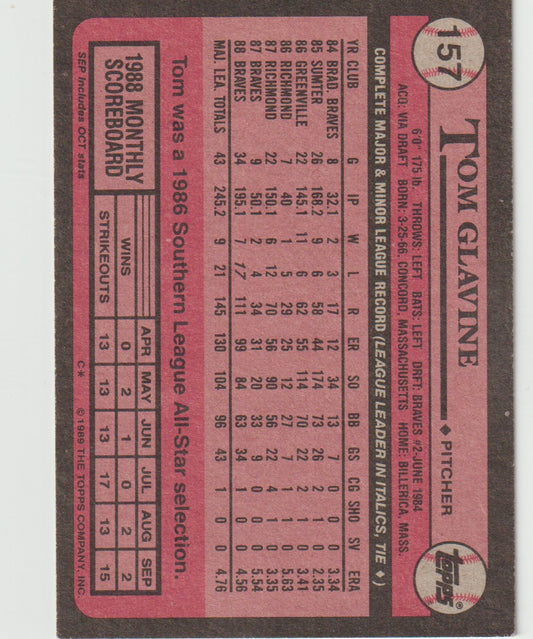 157
TOM GLAVINE ♦ PITCHER
TOPPS®
6'0" 175 lb. THROWS: LEFT BATS: LEFT DRFT: BRAVES #2-JUNE 1984
ACQ: VIA DRAFT BORN: 3-25-66, CONCORD, MASSACHUSETTS HOME: BILLERICA, MASS.
COMPLETE MAJOR & MINOR LEAGUE RECORD (LEAGUE LEADER IN ITALICS, TIE ♦)
YR CLUB G IP W L R ER SO BB GS CG SHO SV ERA
84 BRAD. BRAVES 8 32.1 2 3 17 12 34 13 7 0 0 0 3.34
85 SUMTER 26 168.2 9 6 58 44 174 73 26 2 1 0 2.35
86 GREENVILLE 22 145.1 11 6 62 55 114 70 22 2 1 0 3.41
86 RICHMOND 7 40 1 5 29 25 12 27 7 1 0 0 5.63
87 RICHMOND 22 150.1 6 12 70 56 90 56 22 4 1 0 3.35
87 BRAVES 9 50.1 2 4 34 31 20 33 9 0 0 0 5.54
88 BRAVES 34 195.1 7 17 111 99 84 63 34 1 0 0 4.56
MAJ. LEA. TOTALS 43 245.2 9 21 145 130 104 96 43 1 0 0 4.76
Tom was a 1986 Southern League All-Star selection.
1988 MONTHLY SCOREBOARD
APR MAY JUN JUL AUG SEP
WINS 0 2 1 0 2 2
STRIKEOUTS 13 13 13 17 13 15
SEP includes OCT stats
C* © 1989 THE TOPPS COMPANY, INC.